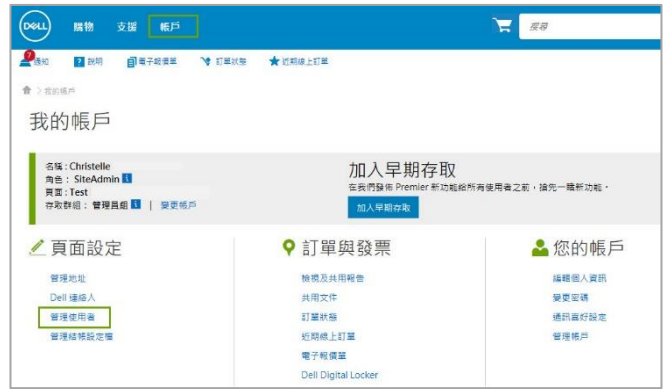 DELL 購物 支援 帳戶 搜尋
7
通知 ? 說明 電子報價單 訂單狀態 近期線上訂單
> 我的帳戶
我的帳戶
名稱：Christelle
角色：SiteAdmin i
頁面：Test
存取群組：管理員組 i | 變更帳戶
加入早期存取
在我們發佈 Premier 新功能給所有使用者之前，搶先一睹新功能。
加入早期存取
頁面設定
管理地址
Dell 連絡人
管理使用者
管理結帳設定檔
訂單與發票
檢視及共用報告
共用文件
訂單狀態
近期線上訂單
電子報價單
Dell Digital Locker
您的帳戶
編輯個人資訊
變更密碼
通訊喜好設定
管理帳戶